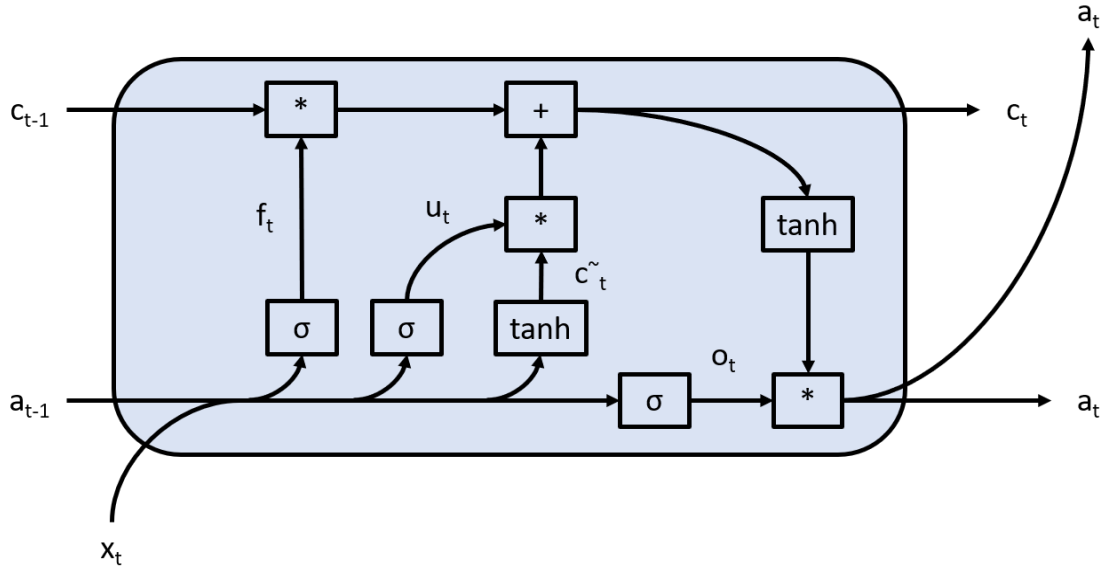 a_t
c_{t-1} * + c_t
f_t u_t * tanh
c^~_t
σ σ tanh
o_t
a_{t-1} σ * a_t
x_t